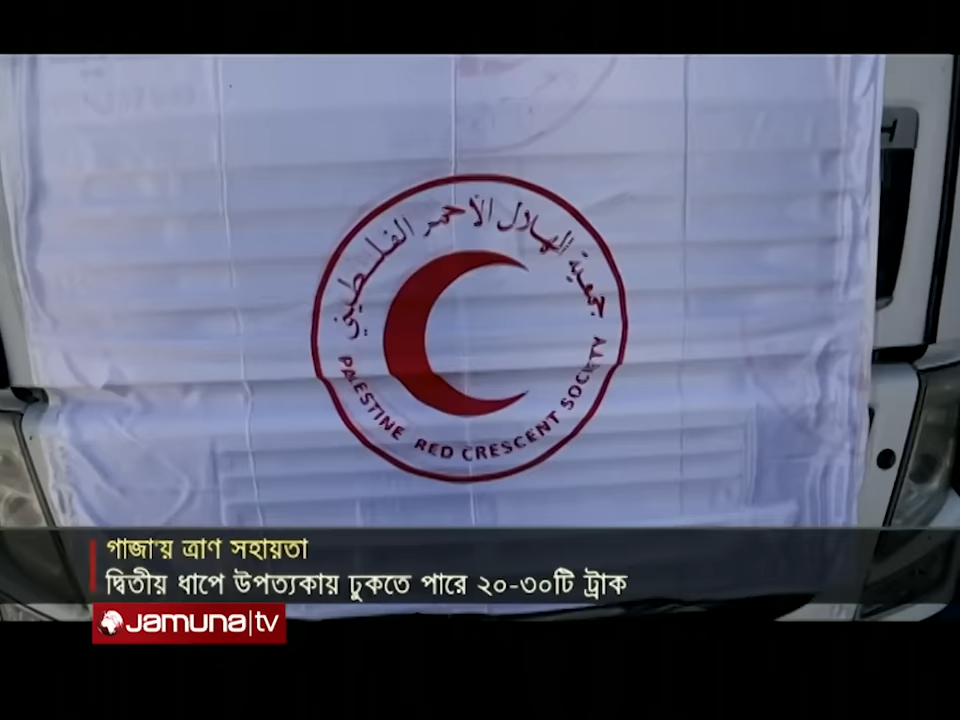 جمعية الهلال الأحمر الفلسطيني
PALESTINE RED CRESCENT SOCIETY
গাজা'য় ত্রাণ সহায়তা
দ্বিতীয় ধাপে উপত্যকায় ঢুকতে পারে ২০-৩০টি ট্রাক
Jamuna|tv